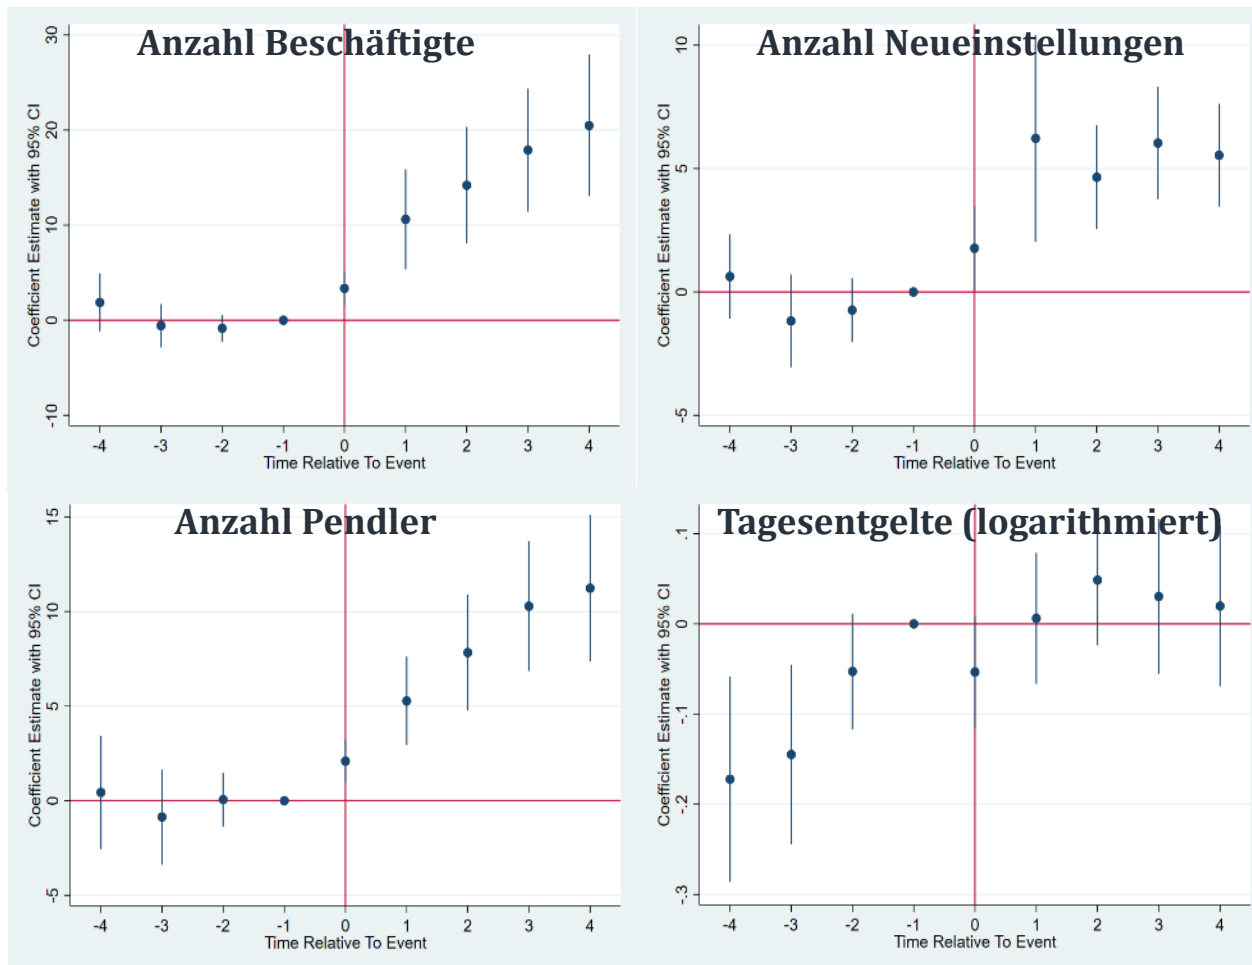 Anzahl Beschäftigte
Coefficient Estimate with 95% CI
30
20
10
0
-10
-4 -3 -2 -1 0 1 2 3 4
Time Relative To Event
Anzahl Neueinstellungen
Coefficient Estimate with 95% CI
10
5
0
-5
-4 -3 -2 -1 0 1 2 3 4
Time Relative To Event
Anzahl Pendler
Coefficient Estimate with 95% CI
15
10
5
0
-5
-4 -3 -2 -1 0 1 2 3 4
Time Relative To Event
Tagesentgelte (logarithmiert)
Coefficient Estimate with 95% CI
.1
0
-.1
-.2
-.3
-4 -3 -2 -1 0 1 2 3 4
Time Relative To Event